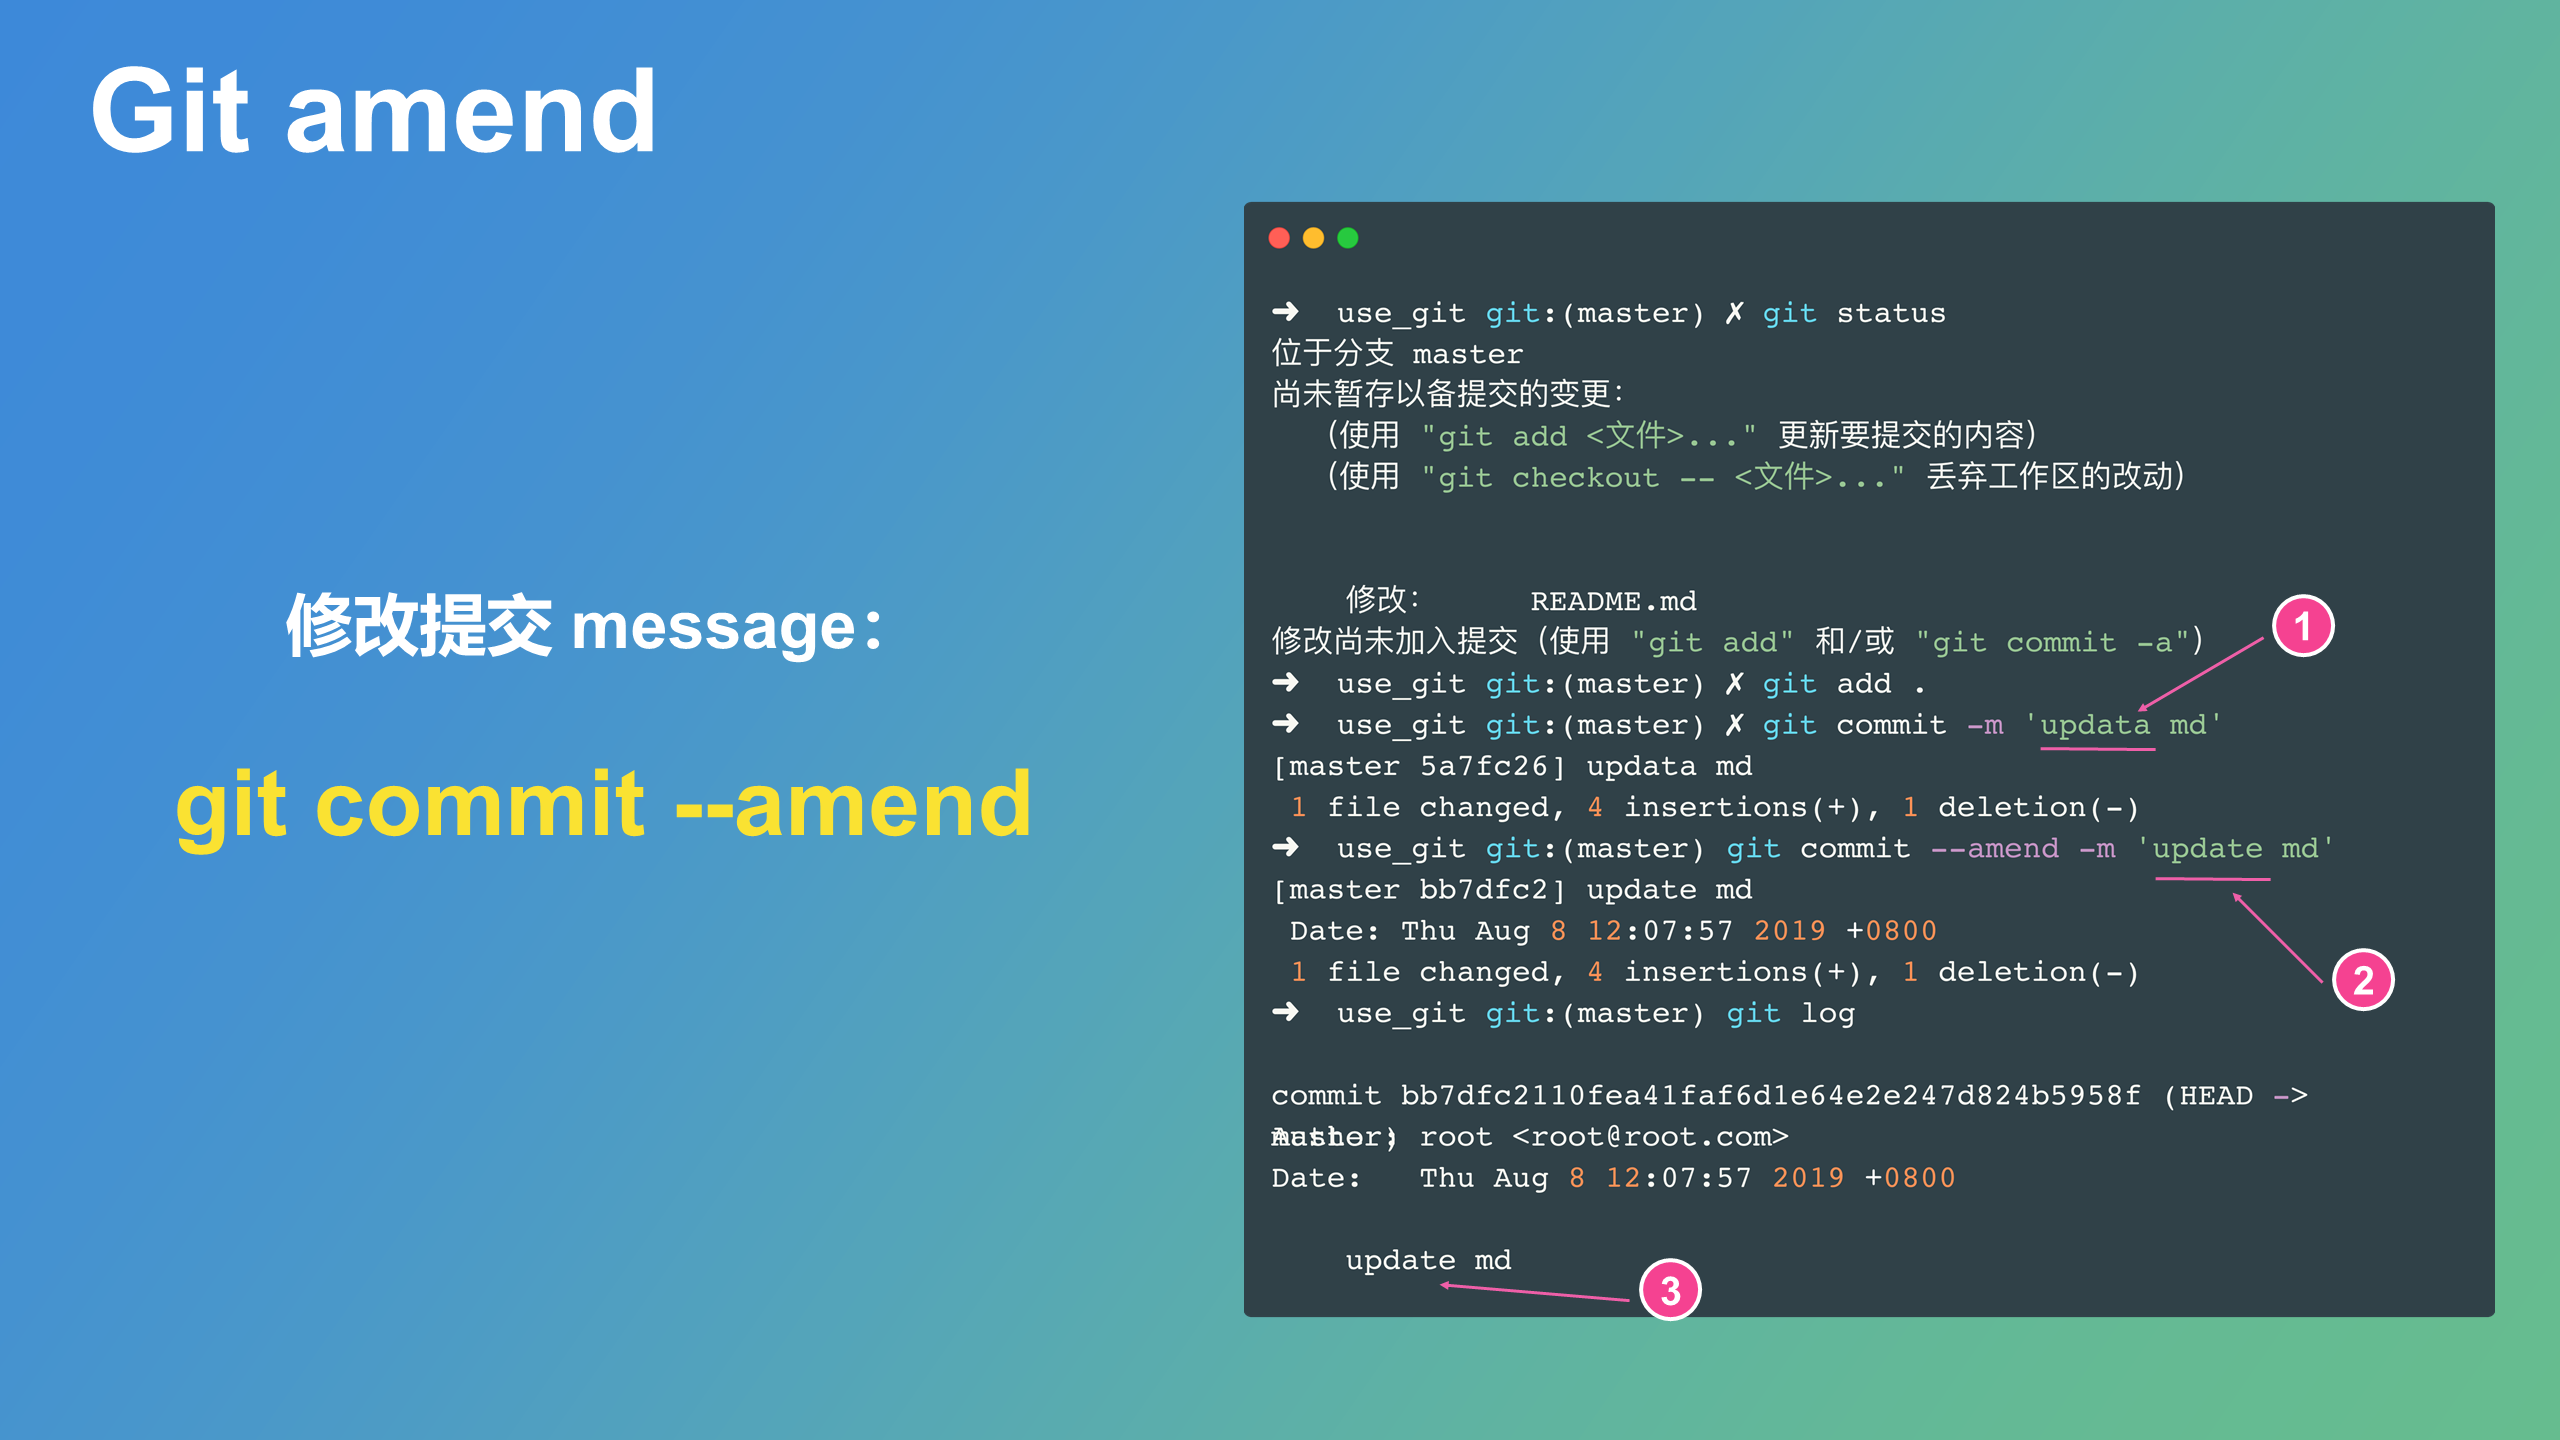 Git amend
修改提交 message：
git commit --amend
➜  use_git git:(master) ✗ git status
位于分支 master
尚未暂存以备提交的变更：
（使用 "git add <文件>..." 更新要提交的内容）
（使用 "git checkout -- <文件>..." 丢弃工作区的改动）
修改：      README.md
修改尚未加入提交（使用 "git add" 和/或 "git commit -a"）
➜  use_git git:(master) ✗ git add .
➜  use_git git:(master) ✗ git commit -m 'updata md'
[master 5a7fc26] updata md
1 file changed, 4 insertions(+), 1 deletion(-)
➜  use_git git:(master) git commit --amend -m 'update md'
[master bb7dfc2] update md
Date: Thu Aug 8 12:07:57 2019 +0800
1 file changed, 4 insertions(+), 1 deletion(-)
➜  use_git git:(master) git log
commit bb7dfc2110fea41faf6d1e64e2e247d824b5958f (HEAD ->
master)
Author: root <root@root.com>
Date:   Thu Aug 8 12:07:57 2019 +0800
update md
1
2
3